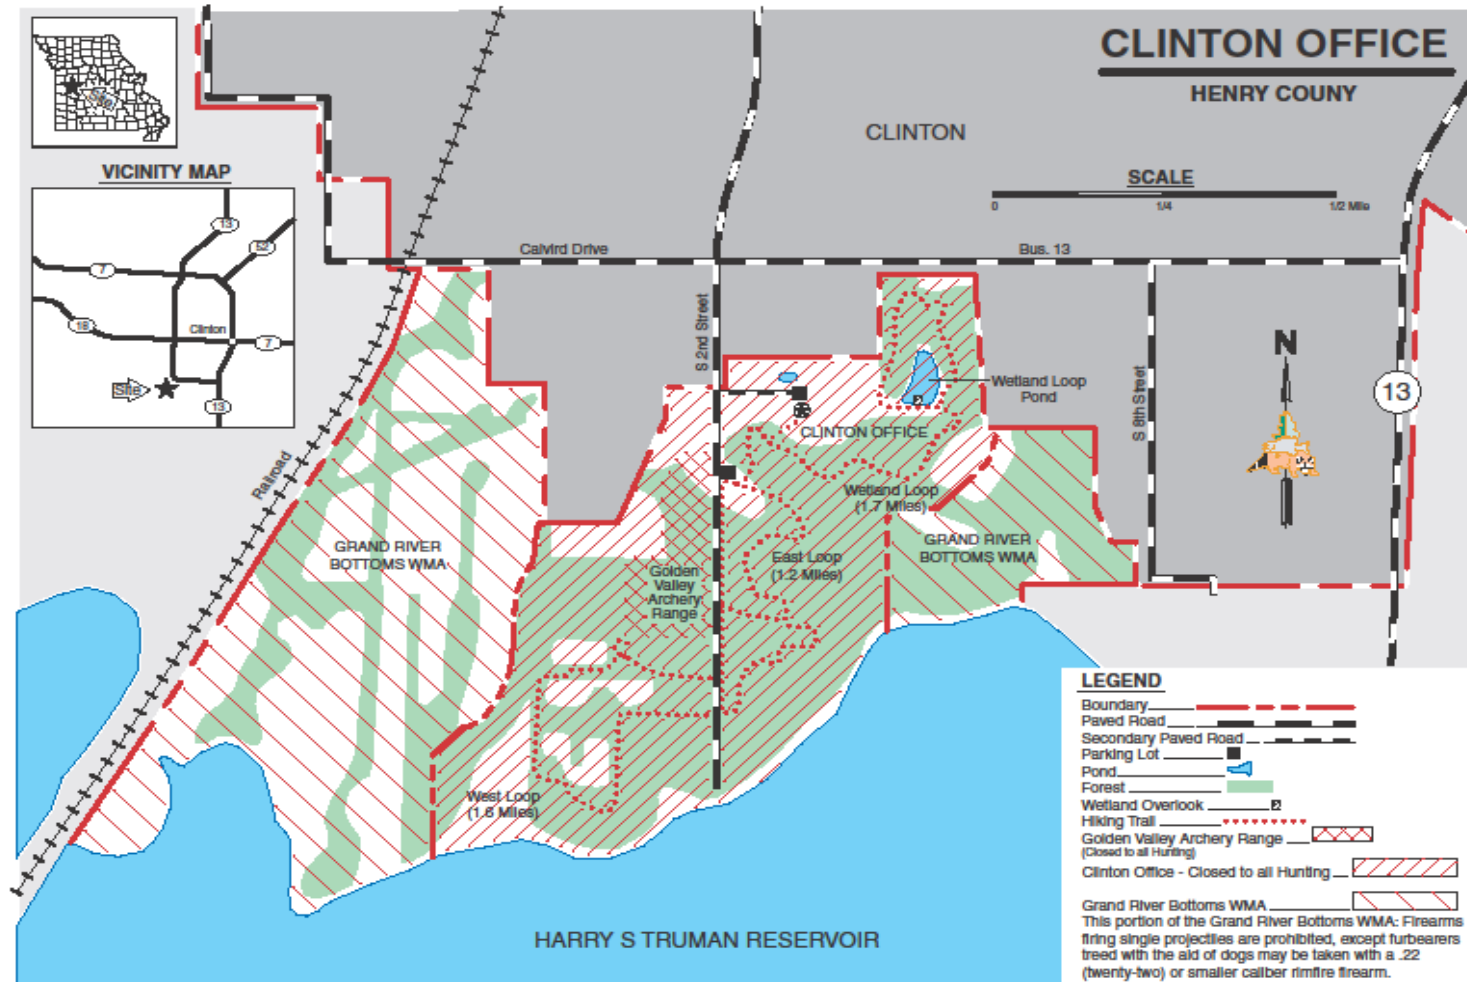 CLINTON OFFICE
HENRY COUNY
CLINTON
SCALE
0
1/4
1/2 Mile
Site
VICINITY MAP
13
52
7
18
Clinton
7
Site
13
Calvird Drive
Bus. 13
S 2nd Street
S 8th Street
N
13
Railroad
Wetland Loop
Pond
CLINTON OFFICE
Wetland Loop
(1.7 Miles)
GRAND RIVER
BOTTOMS WMA
GRAND RIVER
BOTTOMS WMA
East Loop
(1.2 Miles)
Golden
Valley
Archery
Range
West Loop
(1.6 Miles)
HARRY S TRUMAN RESERVOIR
LEGEND
Boundary
Paved Road
Secondary Paved Road
Parking Lot
Pond
Forest
Wetland Overlook
Hiking Trail
Golden Valley Archery Range
(Closed to all Hunting)
Clinton Office - Closed to all Hunting
Grand River Bottoms WMA
This portion of the Grand River Bottoms WMA: Firearms
firing single projectiles are prohibited, except furbearers
treed with the aid of dogs may be taken with a .22
(twenty-two) or smaller caliber rimfire firearm.